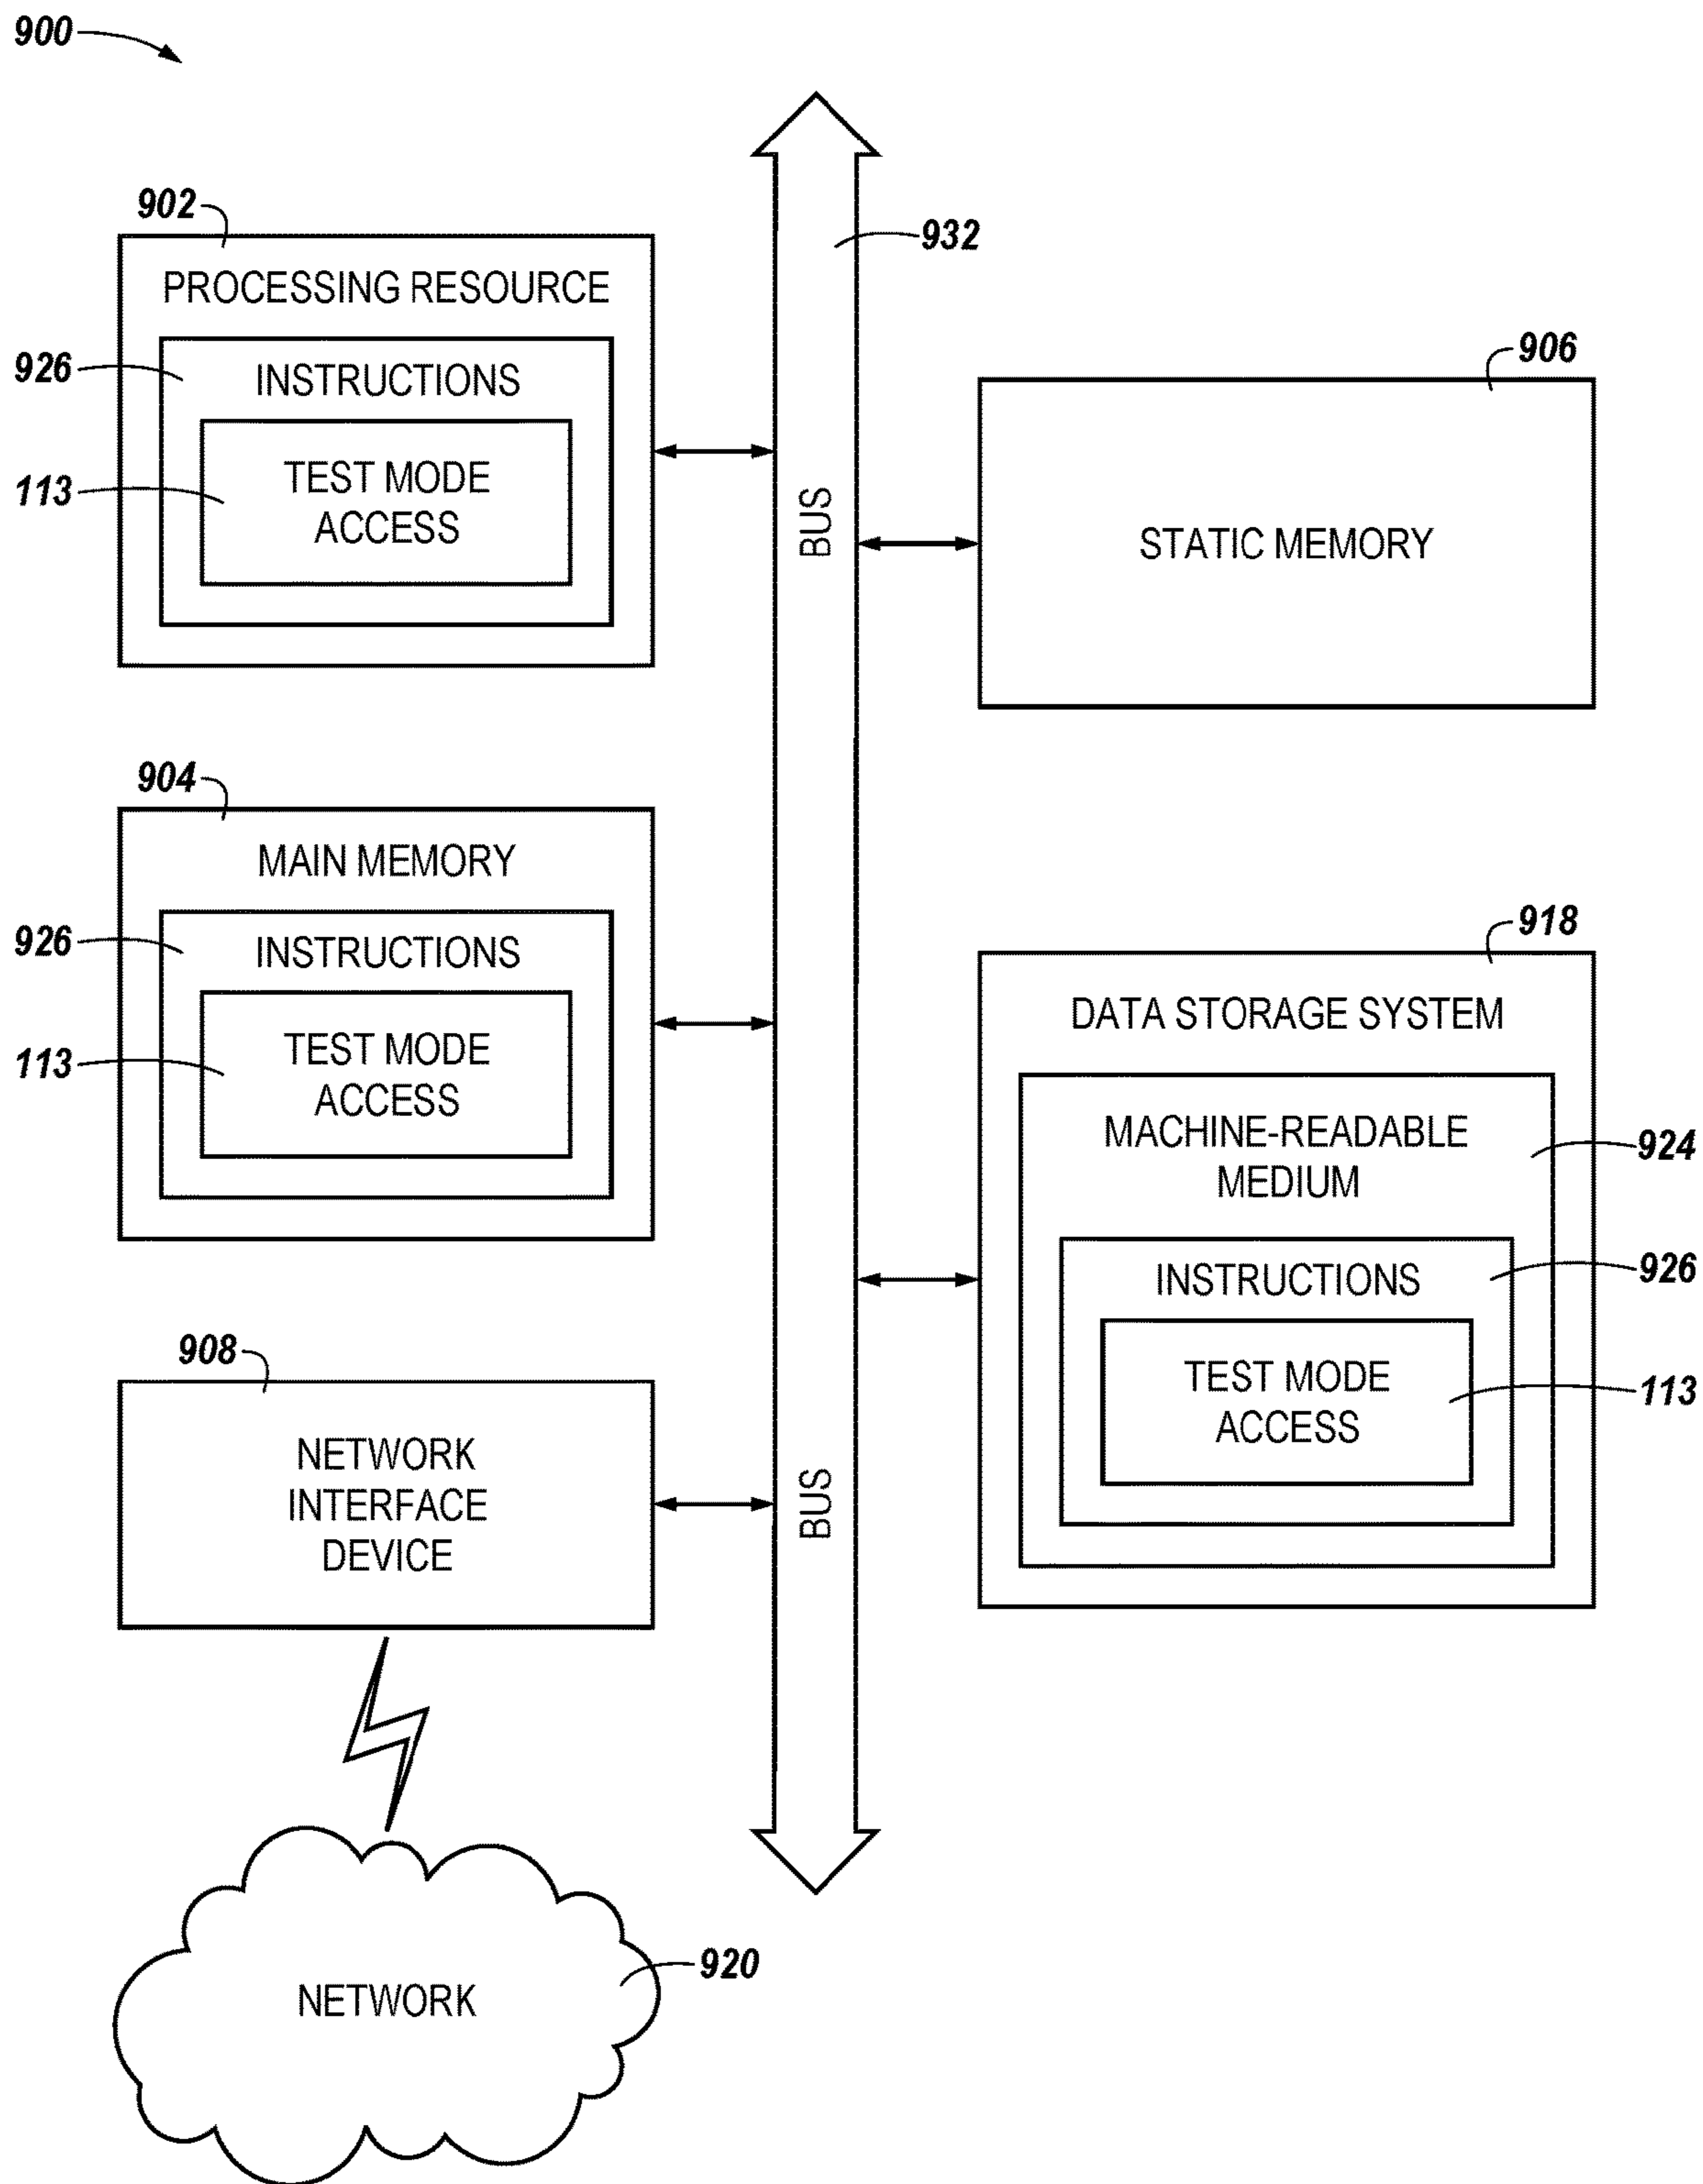 900
902
PROCESSING RESOURCE
926
INSTRUCTIONS
113
TEST MODE
ACCESS
904
MAIN MEMORY
926
INSTRUCTIONS
113
TEST MODE
ACCESS
908
NETWORK
INTERFACE
DEVICE
920
NETWORK
932
BUS
BUS
906
STATIC MEMORY
918
DATA STORAGE SYSTEM
MACHINE-READABLE
MEDIUM
924
INSTRUCTIONS
926
TEST MODE
ACCESS
113